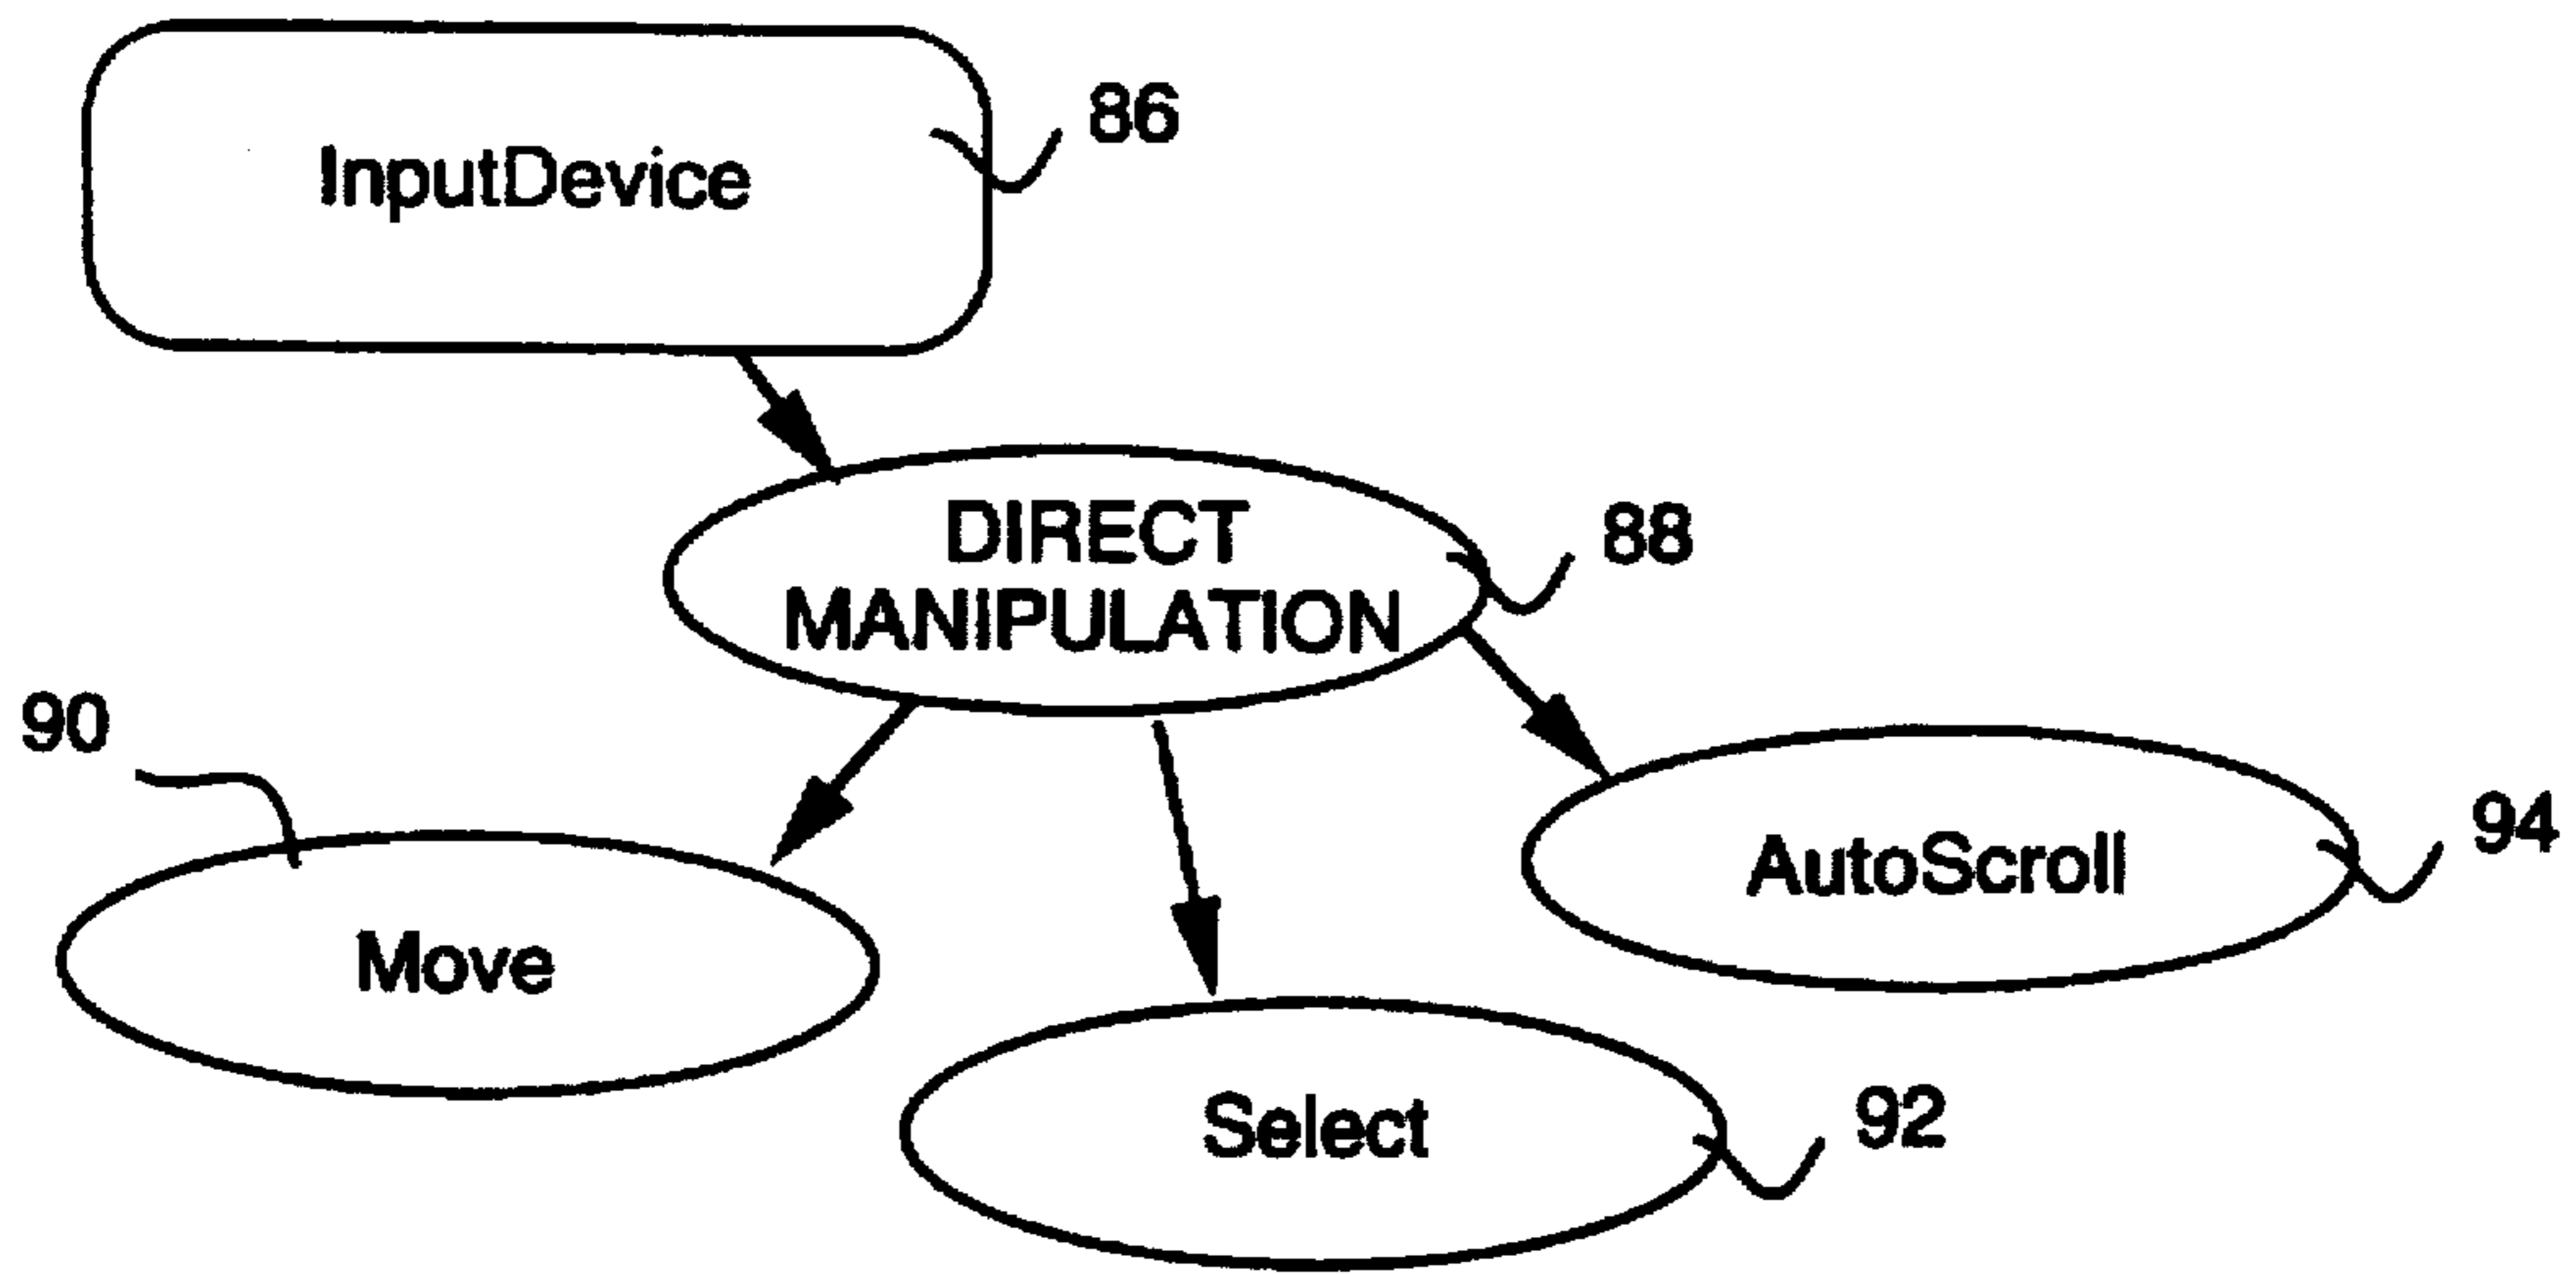 InputDevice
86
DIRECT
MANIPULATION
88
90
Move
AutoScroll
94
Select
92